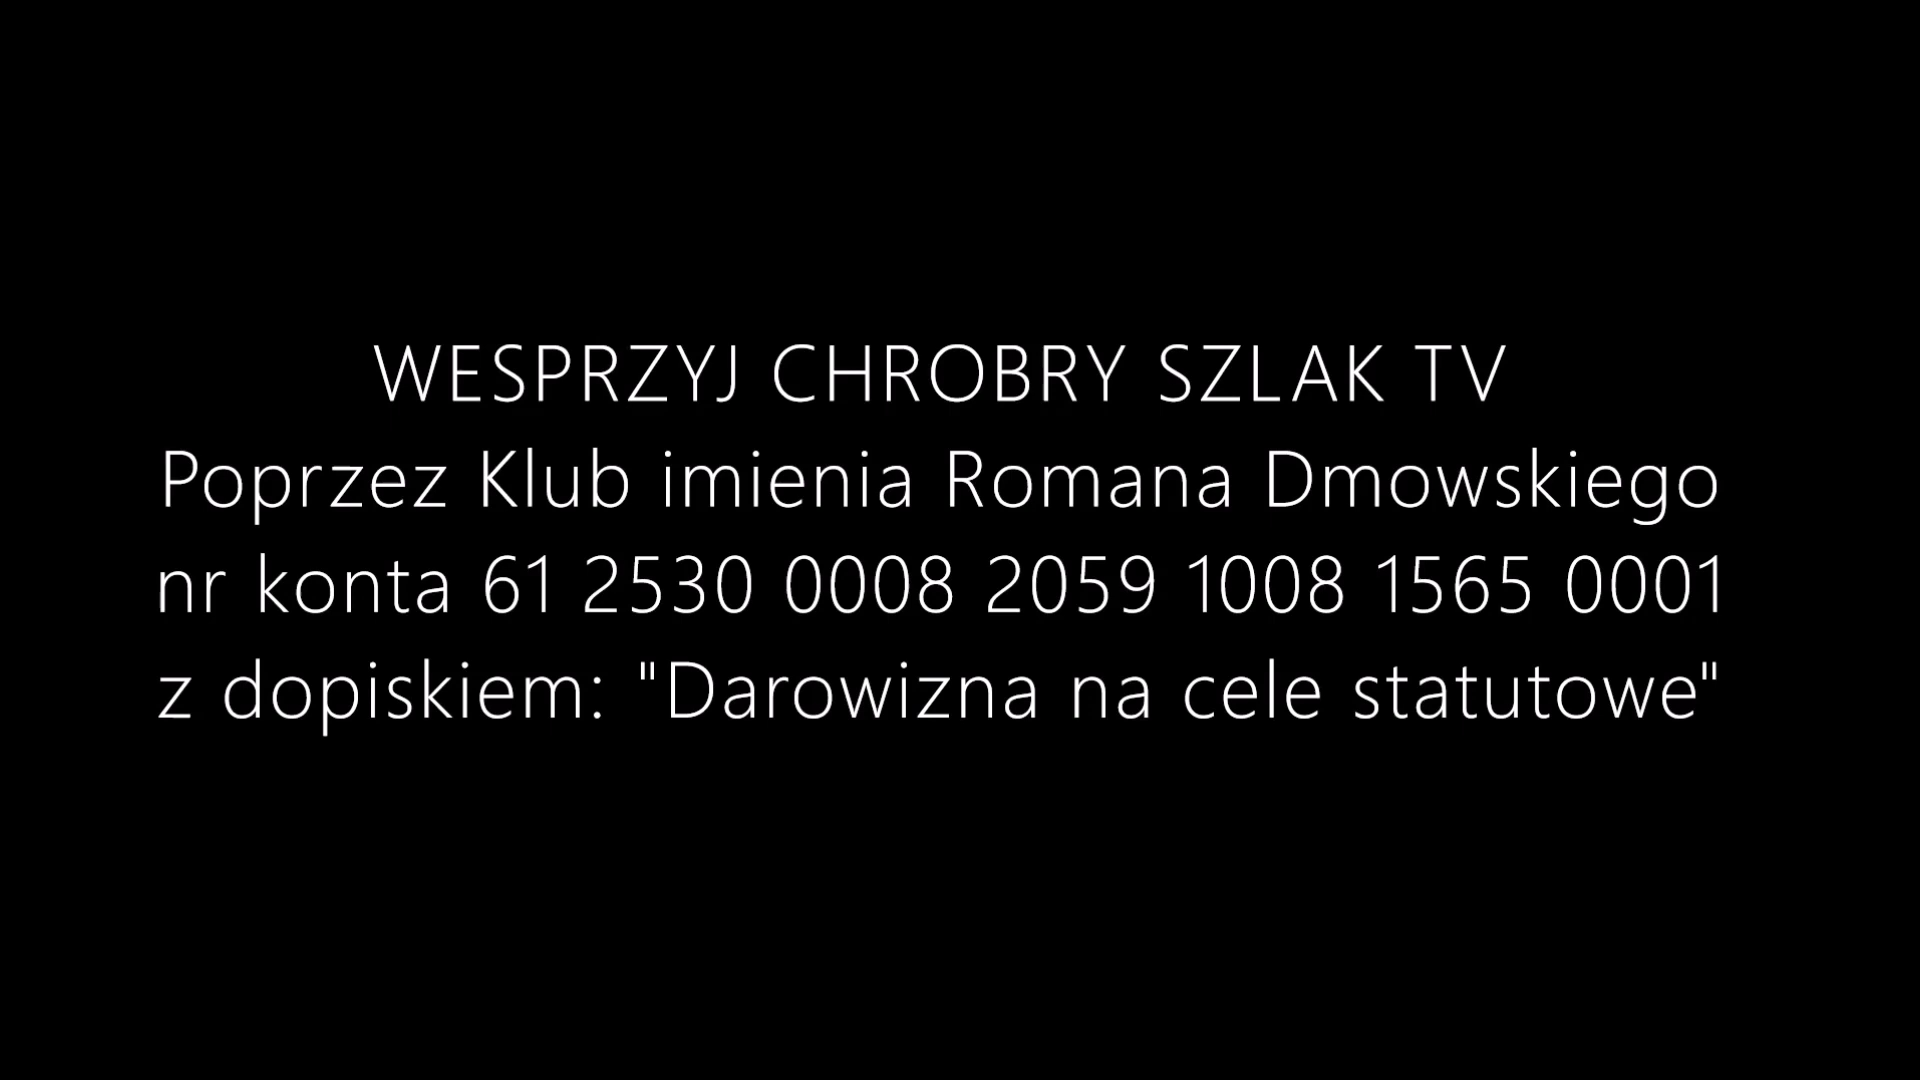 WESPRZYJ CHROBRY SZLAK TV
Poprzez Klub imienia Romana Dmowskiego
nr konta 61 2530 0008 2059 1008 1565 0001
z dopiskiem: "Darowizna na cele statutowe"